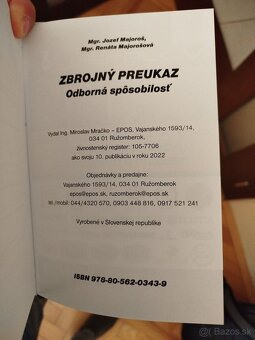 Mgr. Jozef Majoroš,
Mgr. Renáta Majorošová
ZBROJNÝ PREUKAZ
Odborná spôsobilosť
Vydal Ing. Miroslav Mračko – EPOS, Vajanského 1593/14,
034 01 Ružomberok,
živnostenský register: 105-7706
ako svoju 10. publikáciu v roku 2022
Objednávky a predajne:
Vajanského 1593/14, 034 01 Ružomberok
epos@epos.sk, ruzomberok@epos.sk
tel./mobil: 044/4320 570, 0903 448 816, 0917 521 241
Vyrobené v Slovenskej republike
ISBN 978-80-562-0343-9
Bazos.sk